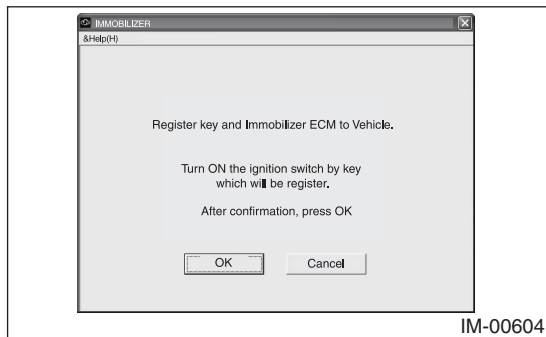 IMMOBILIZER
&Help(H)
Register key and Immobilizer ECM to Vehicle.
Turn ON the ignition switch by key
which will be register.
After confirmation, press OK
OK Cancel
IM-00604